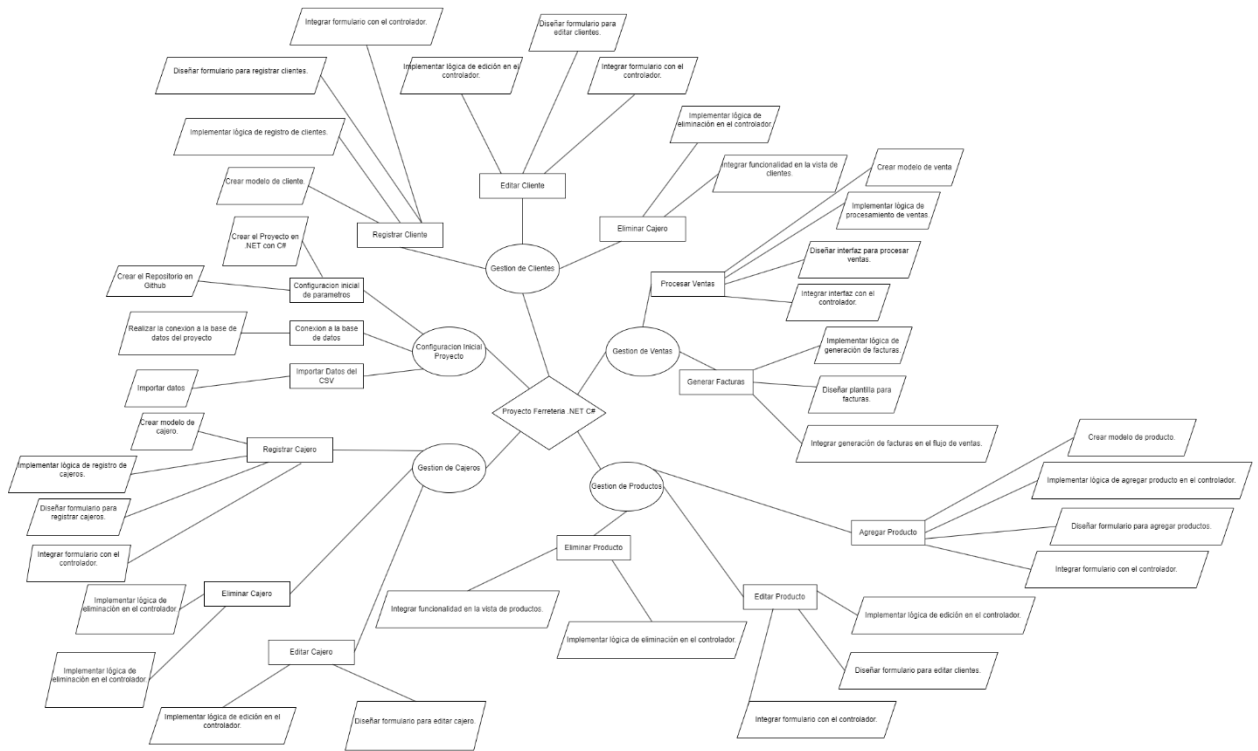 Integrar formulario con el controlador.
Diseñar formulario para
editar clientes.
Diseñar formulario para registrar clientes.
Implementar lógica de edición en el
controlador.
Integrar formulario con el
controlador.
Implementar lógica de registro de clientes.
Implementar lógica de
eliminación en el controlador.
Crear modelo de cliente.
Editar Cliente
Integrar funcionalidad en la vista de
clientes.
Crear modelo de venta
Registrar Cliente
Eliminar Cajero
Implementar lógica de
procesamiento de ventas
Crear el Proyecto en
.NET con C#
Gestion de Clientes
Diseñar interfaz para procesar
ventas.
Crear el Repositorio en
Github
Configuracion inicial
de parametros
Procesar Ventas
Integrar interfaz con el
controlador.
Realizar la conexion a la base de
datos del proyecto
Conexion a la base
de datos
Configuracion Inicial
Proyecto
Gestion de Ventas
Implementar lógica de
generación de facturas.
Importar datos
Importar Datos del
CSV
Generar Facturas
Diseñar plantilla para
facturas.
Proyecto Ferreteria .NET C#
Crear modelo de
cajero.
Integrar generación de facturas en el flujo de ventas.
Crear modelo de producto.
Registrar Cajero
Implementar lógica de registro de
cajeros.
Gestion de Cajeros
Gestion de Productos
Implementar lógica de agregar producto en el controlador.
Diseñar formulario para
registrar cajeros.
Agregar Producto
Diseñar formulario para agregar productos.
Integrar formulario con el
controlador.
Eliminar Producto
Integrar formulario con el controlador.
Implementar lógica de
eliminación en el controlador.
Eliminar Cajero
Integrar funcionalidad en la vista de productos.
Editar Producto
Implementar lógica de edición en el controlador.
Implementar lógica de eliminación en el controlador.
Editar Cajero
Implementar lógica de
eliminación en el controlador.
Diseñar formulario para editar clientes.
Implementar lógica de edición en el
controlador.
Diseñar formulario para editar cajero.
Integrar formulario con el controlador.